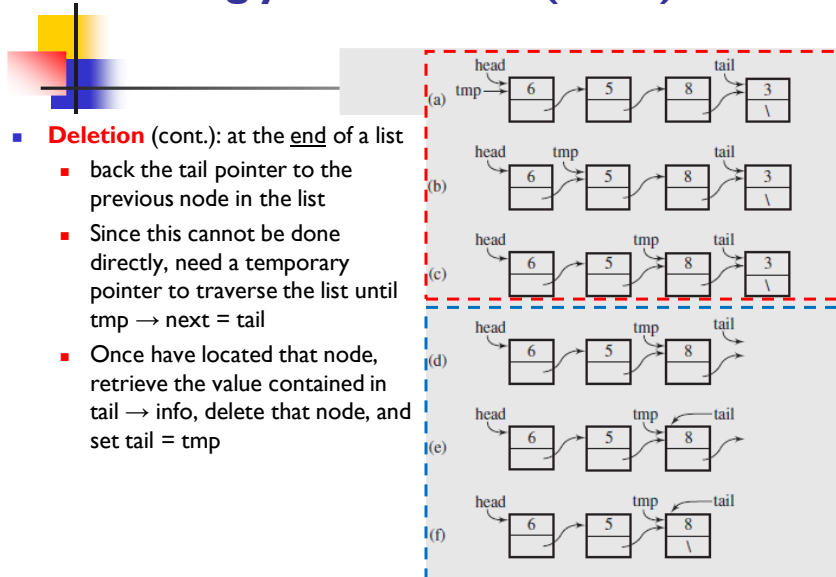 Deletion (cont.): at the end of a list
back the tail pointer to the
previous node in the list
Since this cannot be done
directly, need a temporary
pointer to traverse the list until
tmp → next = tail
Once have located that node,
retrieve the value contained in
tail → info, delete that node, and
set tail = tmp
head tail
(a) tmp 6 5 8 3
\
head tmp tail
(b) 6 5 8 3
\
head tmp tail
(c) 6 5 8 3
\
head tmp tail
(d) 6 5 8
head tmp tail
(e) 6 5 8
head tmp tail
(f) 6 5 8
\